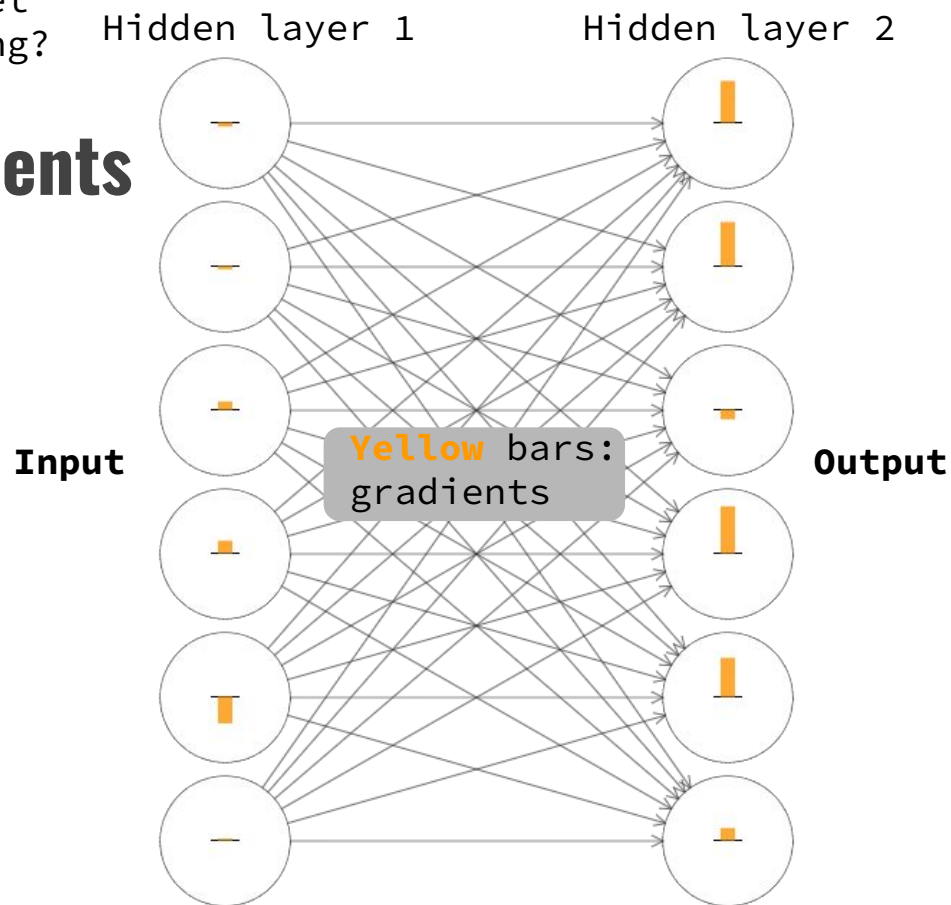 Hidden layer 1
Hidden layer 2
ents
Input
Yellow bars:
gradients
Output